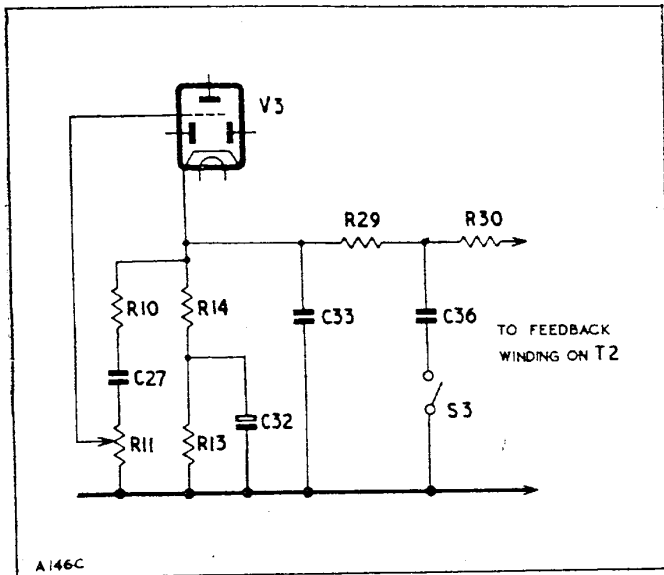 V3
R29
R30
R10
R14
C33
C36
TO FEEDBACK
WINDING ON T2
C27
S3
R11
R13
C32
A146C